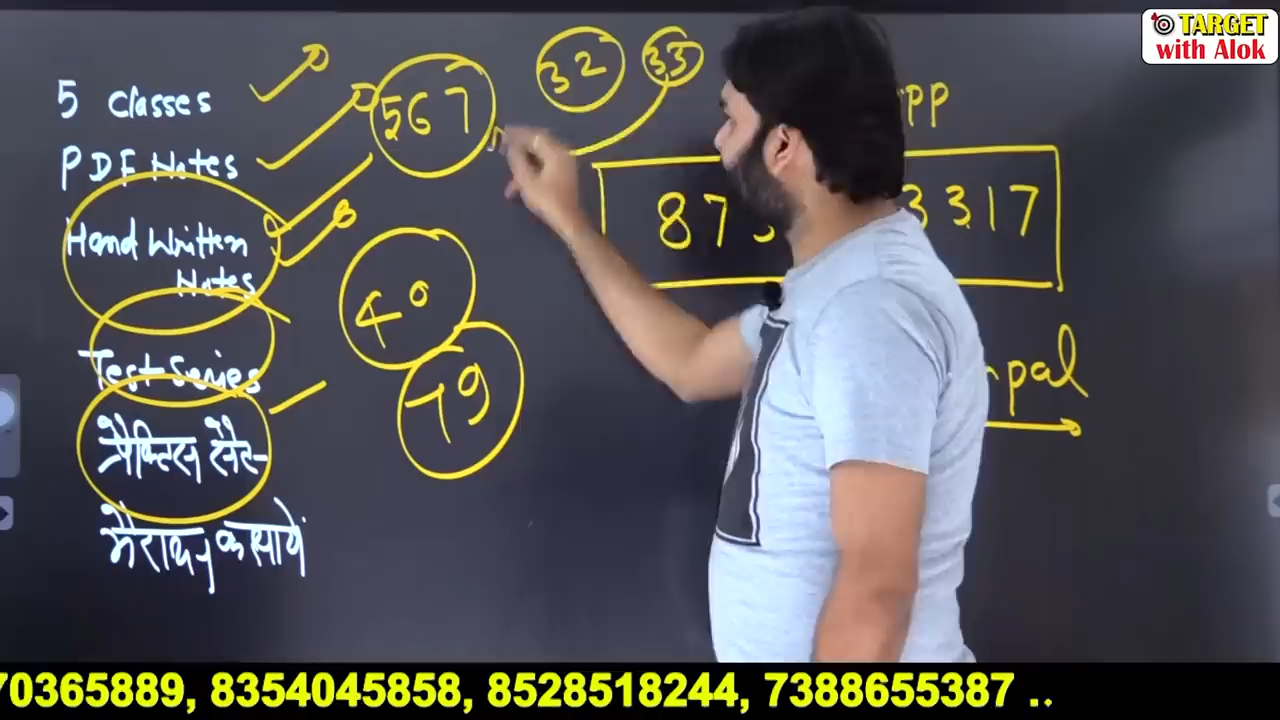 TARGET
with Alok
5 Classes
PDF Notes
Hand Written
Notes
Test Series
प्रैक्टिस सेट
मैराथन क्लासें
567
32
33
40
79
pp
87
3317
pal
70365889, 8354045858, 8528518244, 7388655387 ..